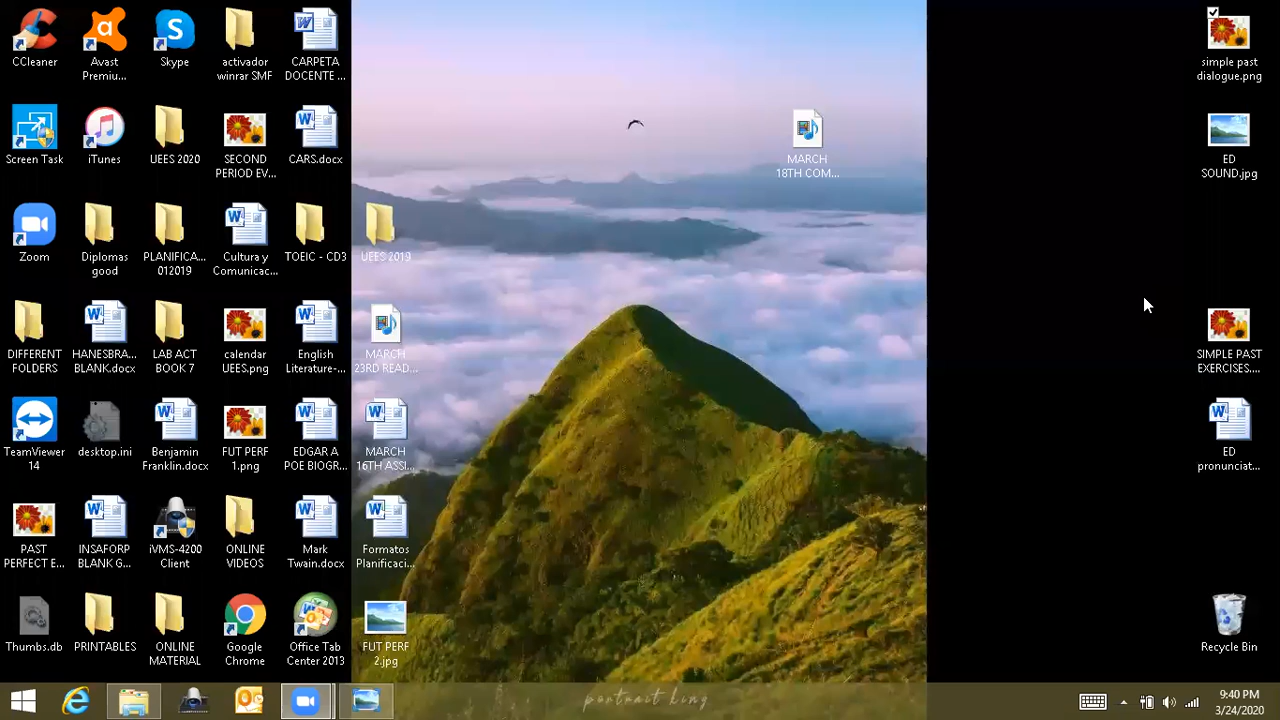 CCleaner
Avast
Premiu...
Skype
activador
winrar SMF
CARPETA
DOCENTE ...
simple past
dialogue.png
Screen Task
iTunes
UEES 2020
SECOND
PERIOD EV...
CARS.docx
MARCH
18TH COM...
ED
SOUND.jpg
Zoom
Diplomas
good
PLANIFICA...
012019
Cultura y
Comunicac...
TOEIC - CD3
UEES 2019
DIFFERENT
FOLDERS
HANESBRA...
BLANK.docx
LAB ACT
BOOK 7
calendar
UEES.png
English
Literature-...
MARCH
23RD READ...
SIMPLE PAST
EXERCISES....
TeamViewer
14
desktop.ini
Benjamin
Franklin.docx
FUT PERF
1.png
EDGAR A
POE BIOGR...
MARCH
16TH ASSI...
ED
pronunciat...
PAST
PERFECT E...
INSAFORP
BLANK G...
iVMS-4200
Client
ONLINE
VIDEOS
Mark
Twain.docx
Formatos
Planificaci...
Thumbs.db
PRINTABLES
ONLINE
MATERIAL
Google
Chrome
Office Tab
Center 2013
FUT PERF
2.jpg
Recycle Bin
portrait king
9:40 PM
3/24/2020